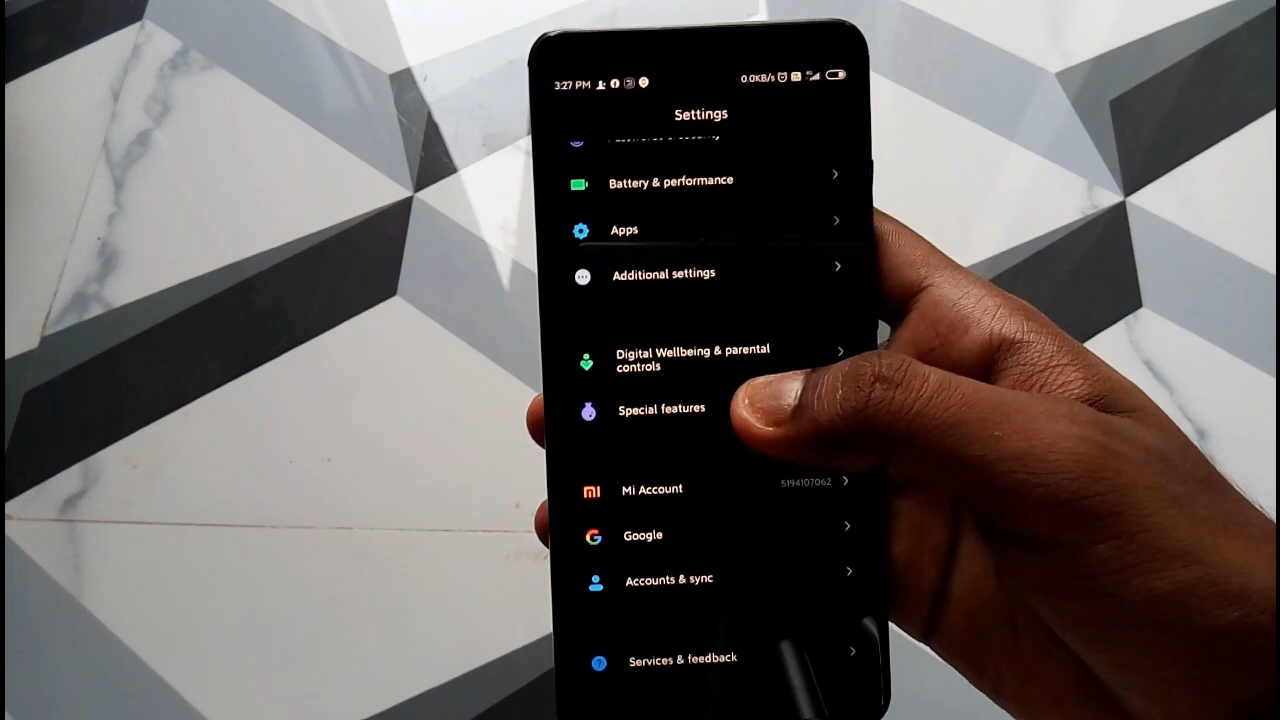 3:27 PM
0.0KB/s
4G
Settings
Battery & performance
Apps
Additional settings
Digital Wellbeing & parental
controls
Special features
Mi Account 5194107062
Google
Accounts & sync
Services & feedback